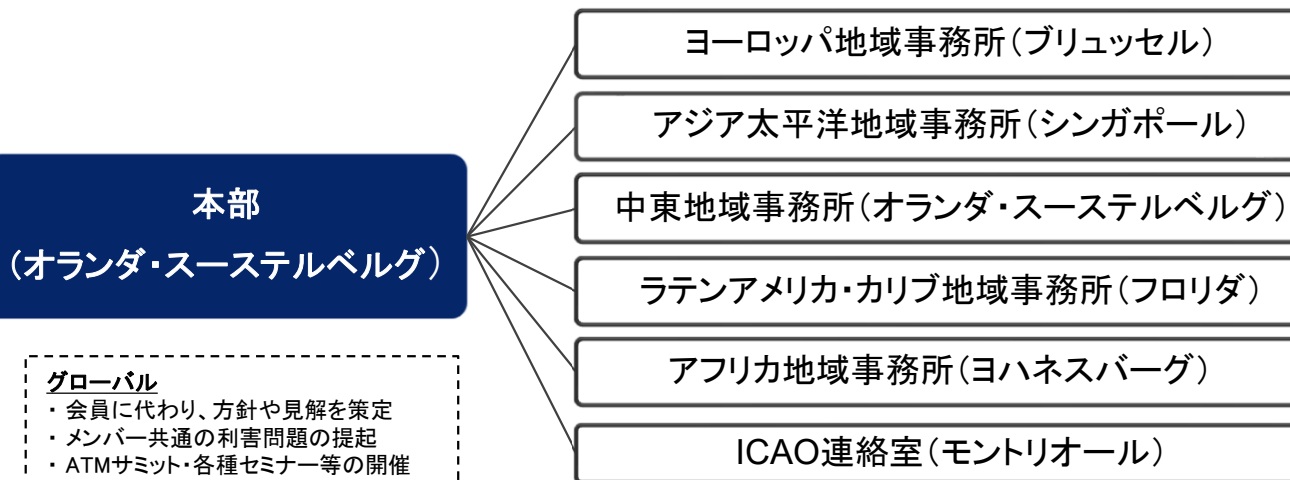 本部
(オランダ・スーステルベルグ)
グローバル
・ 会員に代わり、方針や見解を策定
・ メンバー共通の利害問題の提起
・ ATMサミット・各種セミナー等の開催
ヨーロッパ地域事務所(ブリュッセル)
アジア太平洋地域事務所(シンガポール)
中東地域事務所(オランダ・スーステルベルグ)
ラテンアメリカ・カリブ地域事務所(フロリダ)
アフリカ地域事務所(ヨハネスバーグ)
ICAO連絡室(モントリオール)